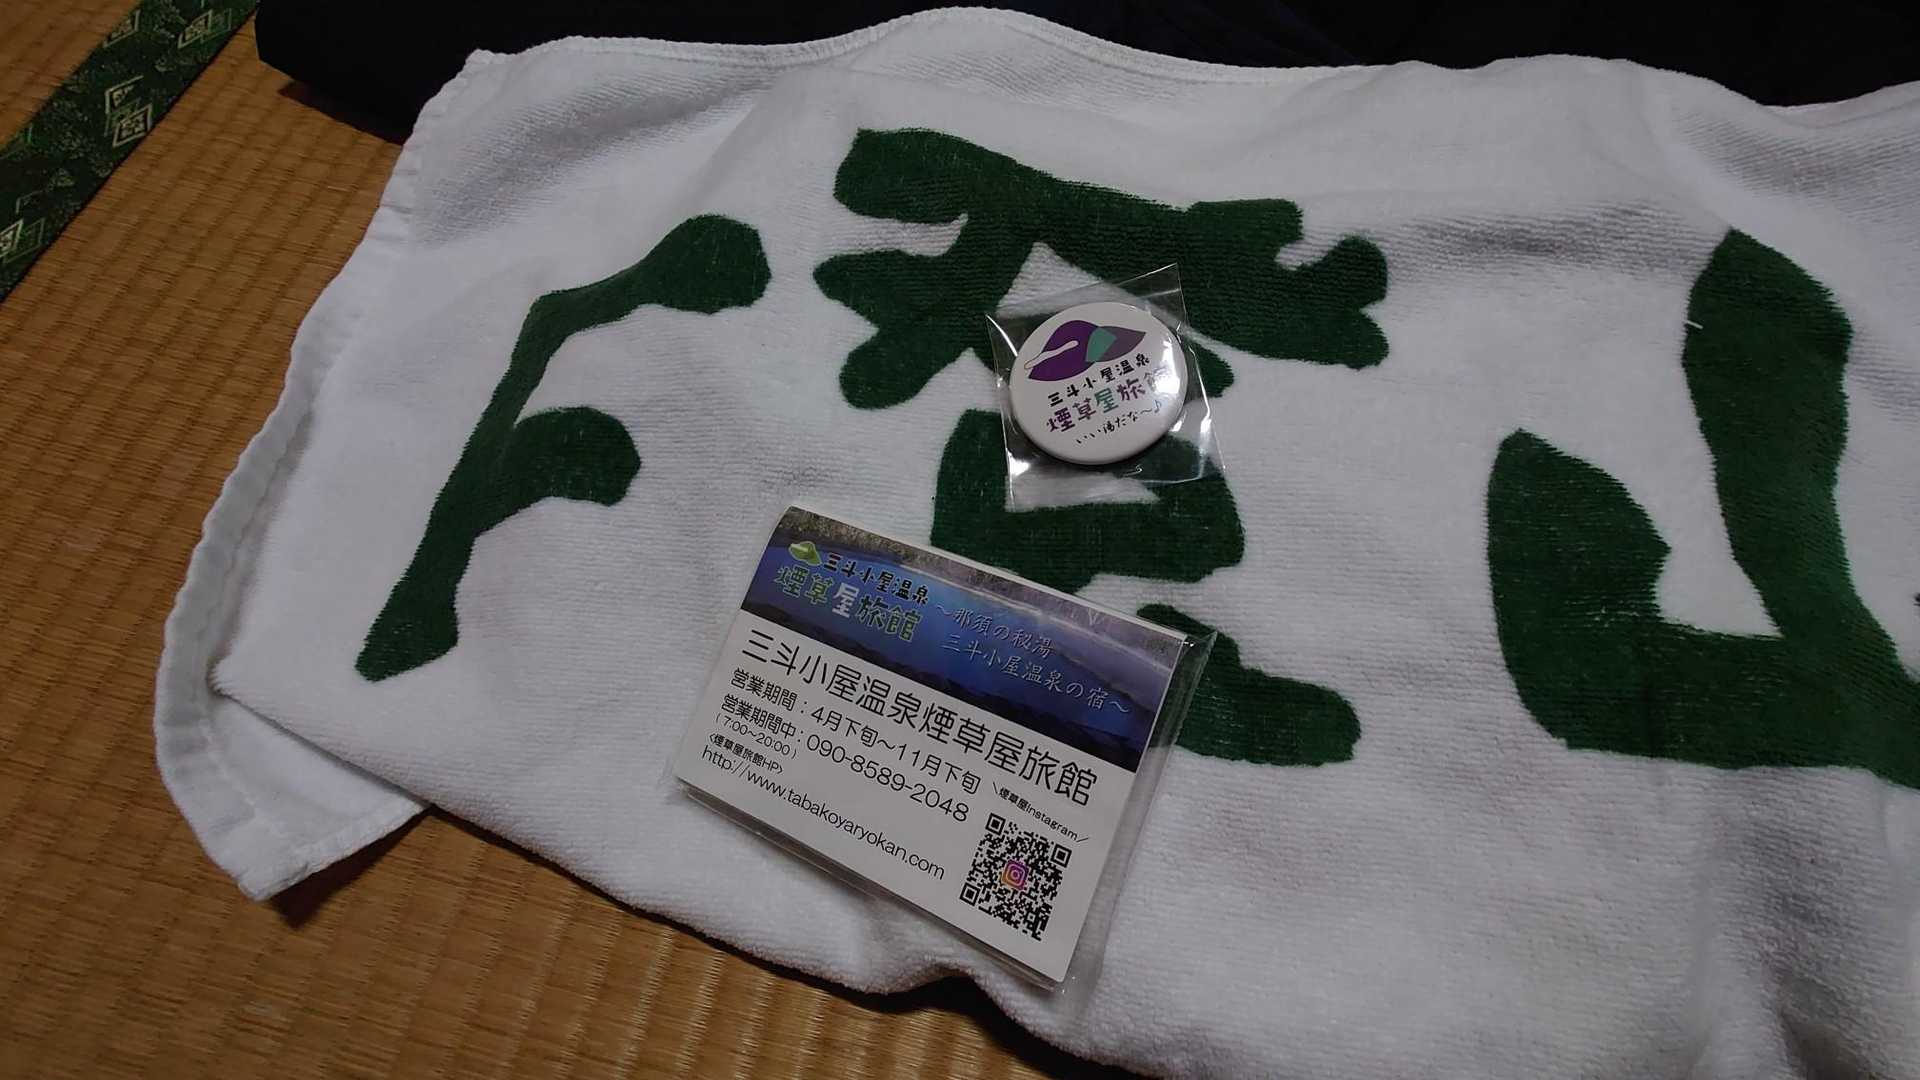 三斗小屋温泉
煙草屋旅館
いい湯だな～♪
三斗小屋温泉
煙草屋旅館
～那須の秘湯
三斗小屋温泉の宿～
三斗小屋温泉煙草屋旅館
営業期間：4月下旬～11月下旬
営業期間中：090-8589-2048
（7:00～20:00）
<煙草屋旅館HP>
http://www.tabakoyaryokan.com
＼煙草屋Instagram／